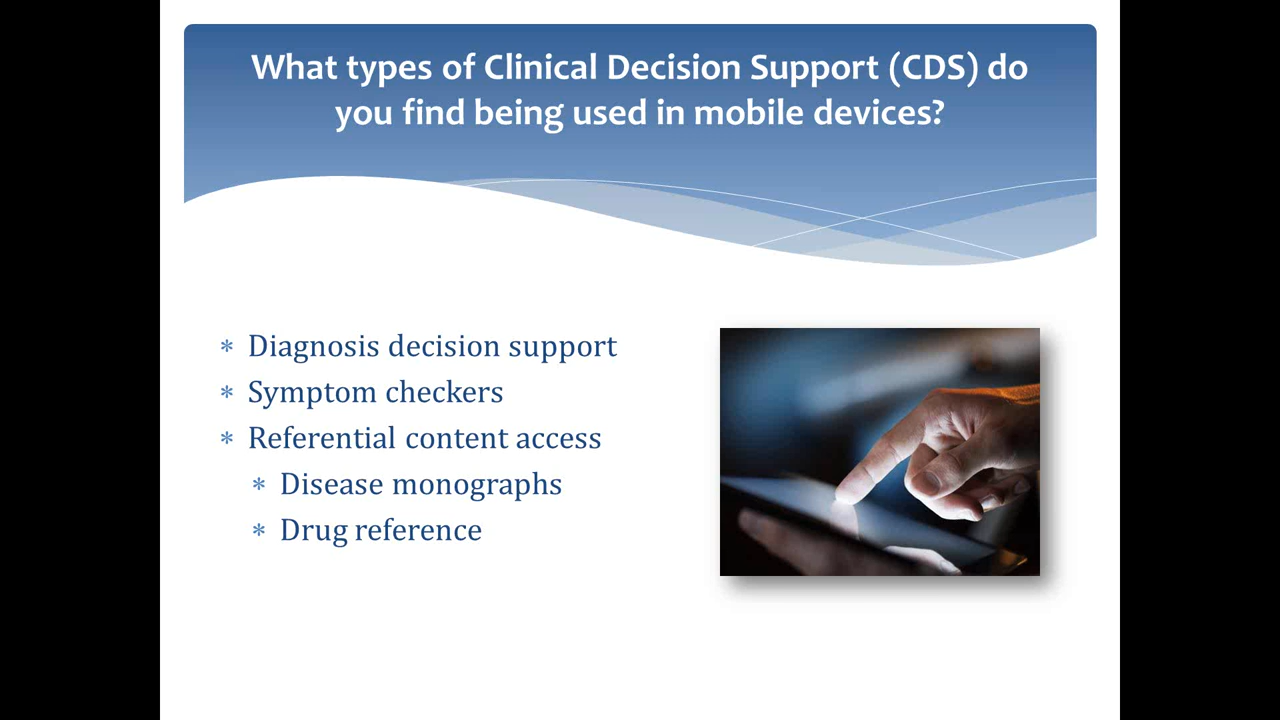 What types of Clinical Decision Support (CDS) do
you find being used in mobile devices?
* Diagnosis decision support
* Symptom checkers
* Referential content access
* Disease monographs
* Drug reference